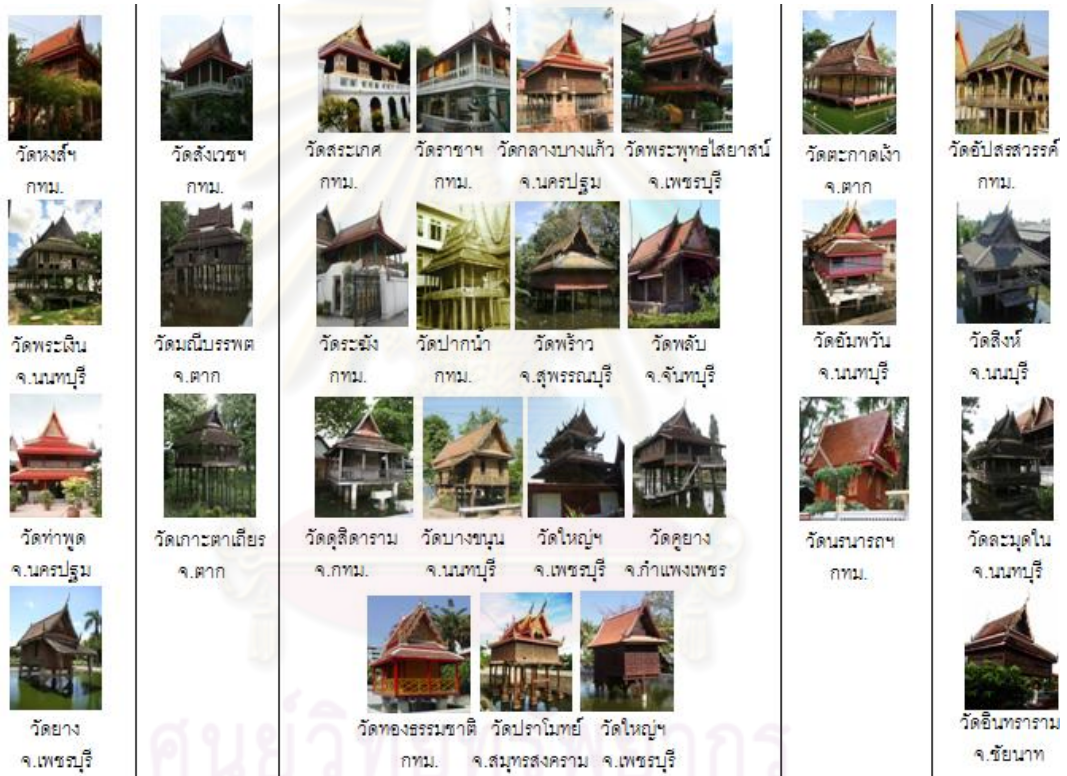 วัดหงส์ฯ
กทม.
วัดพระเงิน
จ.นนทบุรี
วัดท่าพูด
จ.นครปฐม
วัดยาง
จ.เพชรบุรี
วัดสังเวชฯ
กทม.
วัดมณีบรรพต
จ.ตาก
วัดเกาะตาเถียร
จ.ตาก
วัดสระเกศ วัดราชาฯ วัดกลางบางแก้ว วัดพระพุทธไสยาสน์
กทม. กทม. จ.นครปฐม จ.เพชรบุรี
วัดระฆัง วัดปากน้ำ วัดพร้าว วัดพลับ
กทม. กทม. จ.สุพรรณบุรี จ.จันทบุรี
วัดดุสิดาราม วัดบางขนุน วัดใหญ่ฯ วัดคูยาง
จ.กทม. จ.นนทบุรี จ.เพชรบุรี จ.กำแพงเพชร
วัดทองธรรมชาติ วัดปราโมทย์ วัดใหญ่ฯ
กทม. จ.สมุทรสงคราม จ.เพชรบุรี
วัดตะกาดเง้า
จ.ตาก
วัดอัมพวัน
จ.นนทบุรี
วัดนรนารถฯ
กทม.
วัดอัปสรสวรรค์
กทม.
วัดสิงห์
จ.นนบุรี
วัดละมุดใน
จ.นนทบุรี
วัดอินทราราม
จ.ชัยนาท
ศูนย์วิทยทรัพยากร